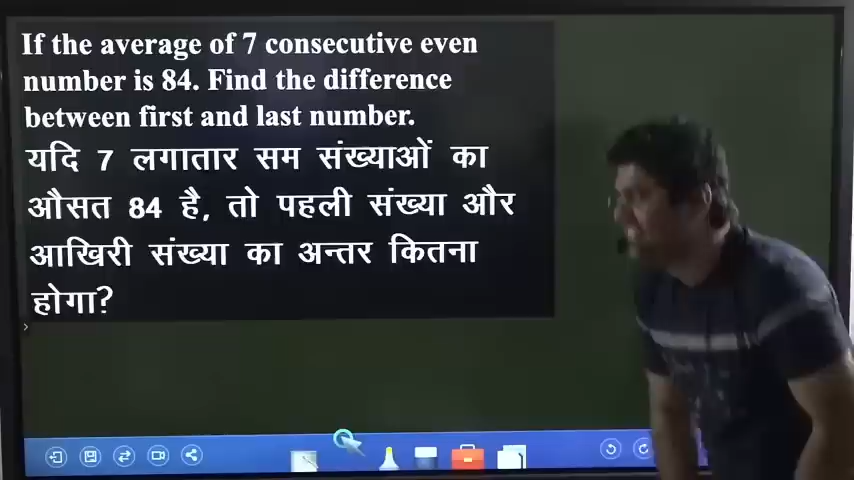 If the average of 7 consecutive even
number is 84. Find the difference
between first and last number.
यदि 7 लगातार सम संख्याओं का
औसत 84 है, तो पहली संख्या और
आखिरी संख्या का अन्तर कितना
होगा?